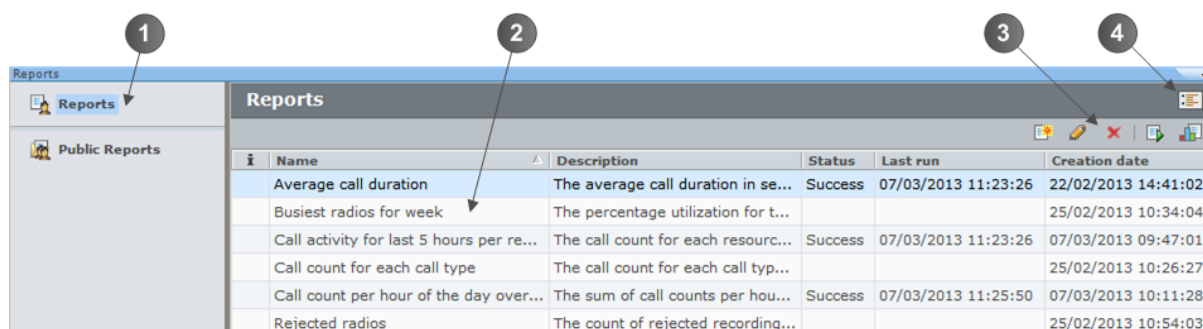 1 2 3 4
Reports
Reports
Public Reports
Reports
i Name Description Status Last run Creation date
Average call duration The average call duration in se... Success 07/03/2013 11:23:26 22/02/2013 14:41:02
Busiest radios for week The percentage utilization for t... 25/02/2013 10:34:04
Call activity for last 5 hours per re... The call count for each resourc... Success 07/03/2013 11:23:26 07/03/2013 09:47:01
Call count for each call type The call count for each call typ... 25/02/2013 10:26:27
Call count per hour of the day over... The sum of call counts per hou... Success 07/03/2013 11:25:50 07/03/2013 10:11:28
Rejected radios The count of rejected recording... 25/02/2013 10:54:03